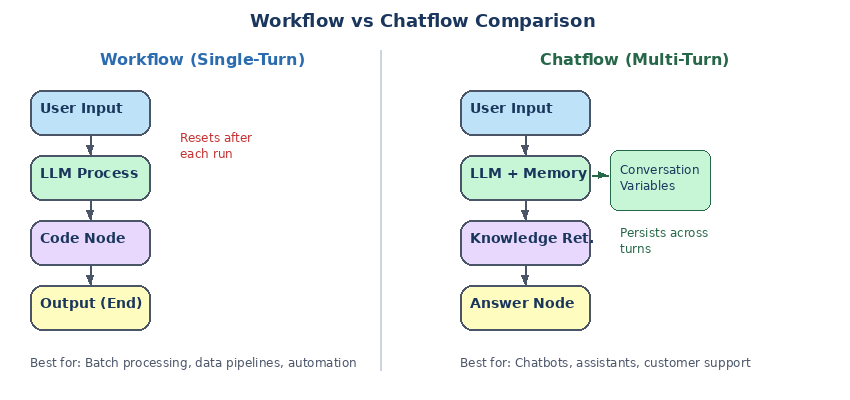 Workflow vs Chatflow Comparison
Workflow (Single-Turn)
User Input
Resets after
each run
LLM Process
Code Node
Output (End)
Best for: Batch processing, data pipelines, automation
Chatflow (Multi-Turn)
User Input
LLM + Memory
Conversation
Variables
Knowledge Ret.
Persists across
turns
Answer Node
Best for: Chatbots, assistants, customer support